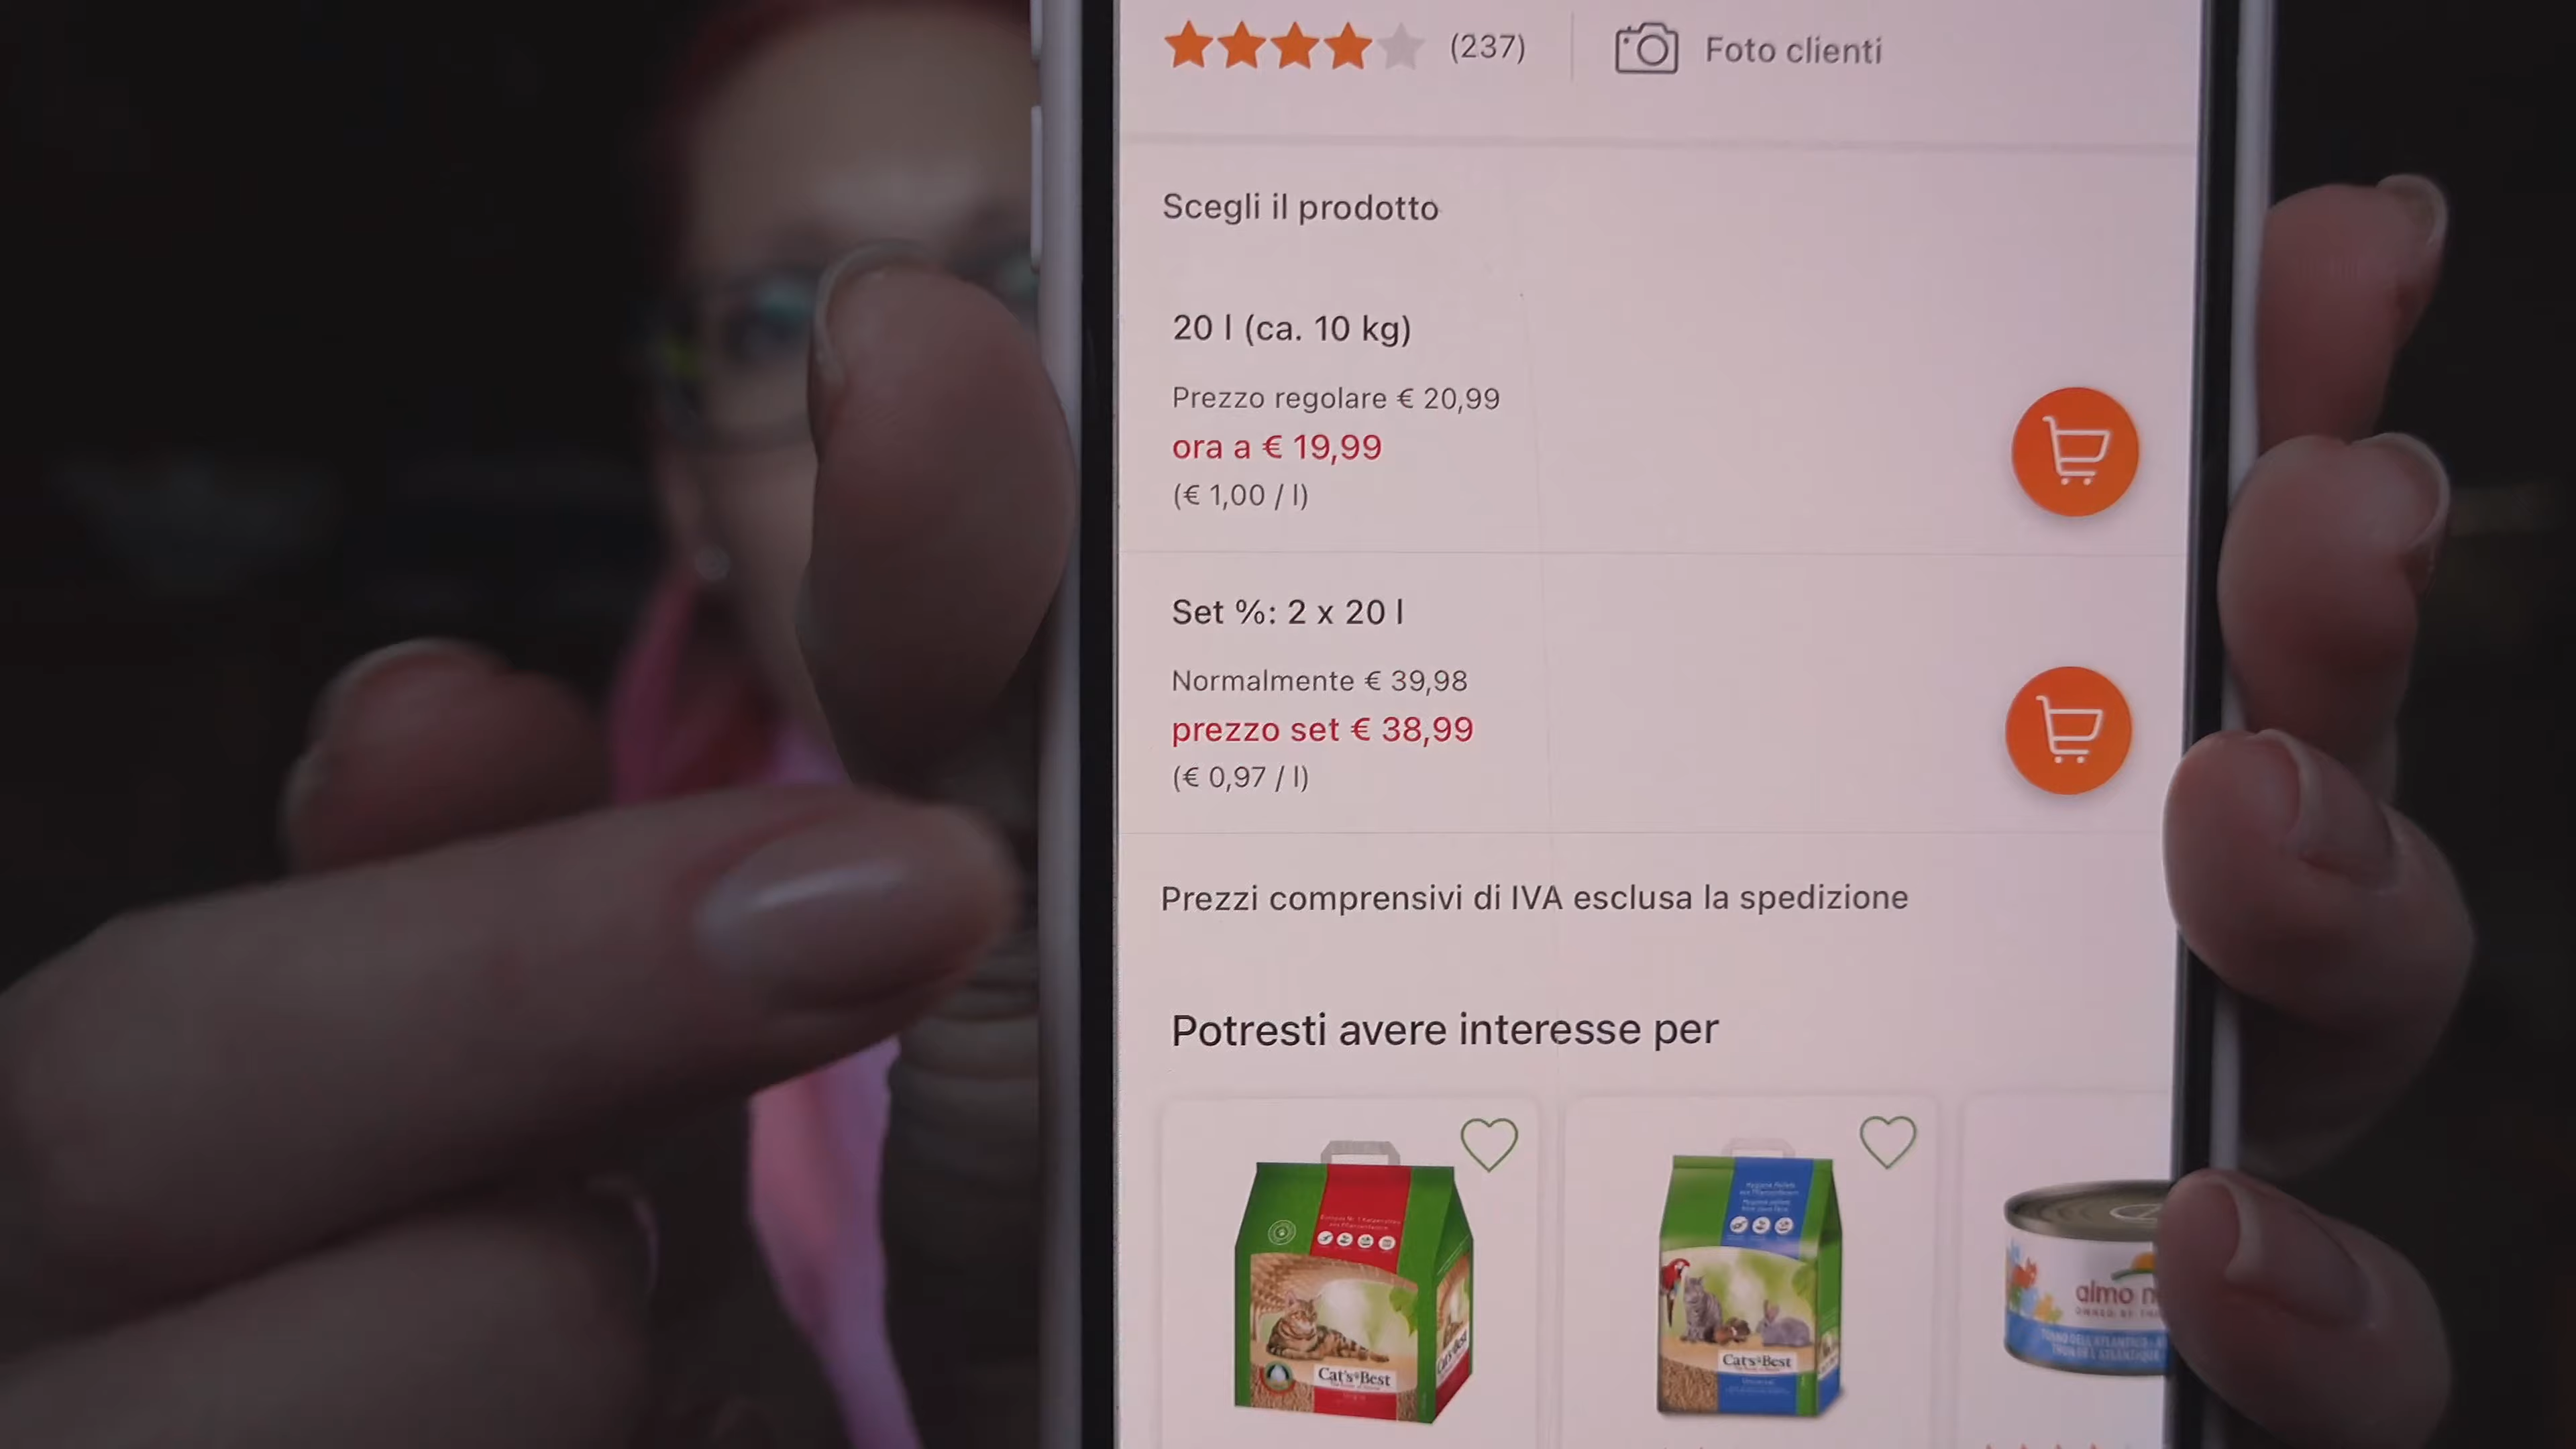 (237)
Foto clienti
Scegli il prodotto
20 l (ca. 10 kg)
Prezzo regolare € 20,99
ora a € 19,99
(€ 1,00 / l)
Set %: 2 x 20 l
Normalmente € 39,98
prezzo set € 38,99
(€ 0,97 / l)
Prezzi comprensivi di IVA esclusa la spedizione
Potresti avere interesse per
Cat's Best
Cat's Best
Cat's Best
almo n